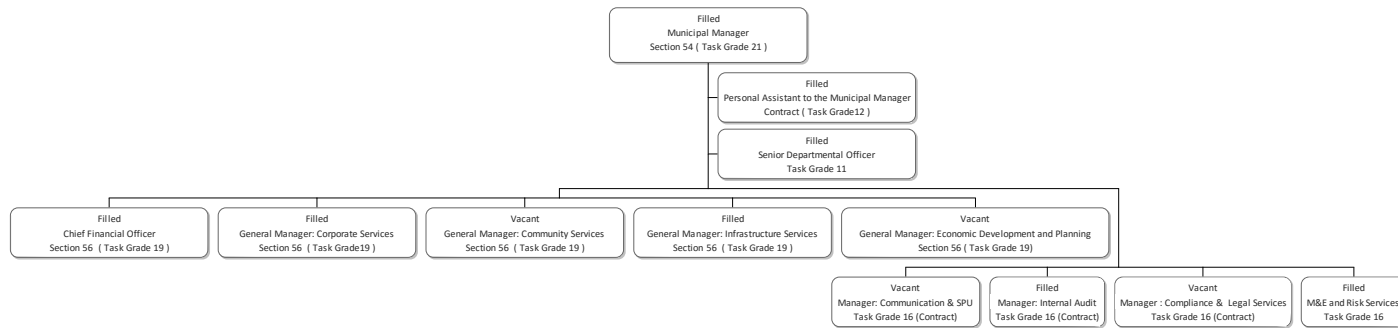 Filled
Municipal Manager
Section 54 ( Task Grade 21 )
Filled
Personal Assistant to the Municipal Manager
Contract ( Task Grade12 )
Filled
Senior Departmental Officer
Task Grade 11
Filled
Chief Financial Officer
Section 56 ( Task Grade 19 )
Filled
General Manager: Corporate Services
Section 56 ( Task Grade19 )
Vacant
General Manager: Community Services
Section 56 ( Task Grade 19 )
Filled
General Manager: Infrastructure Services
Section 56 ( Task Grade 19 )
Vacant
General Manager: Economic Development and Planning
Section 56 ( Task Grade 19)
Vacant
Manager: Communication & SPU
Task Grade 16 (Contract)
Filled
Manager: Internal Audit
Task Grade 16 (Contract)
Vacant
Manager : Compliance & Legal Services
Task Grade 16 (Contract)
Filled
M&E and Risk Services
Task Grade 16